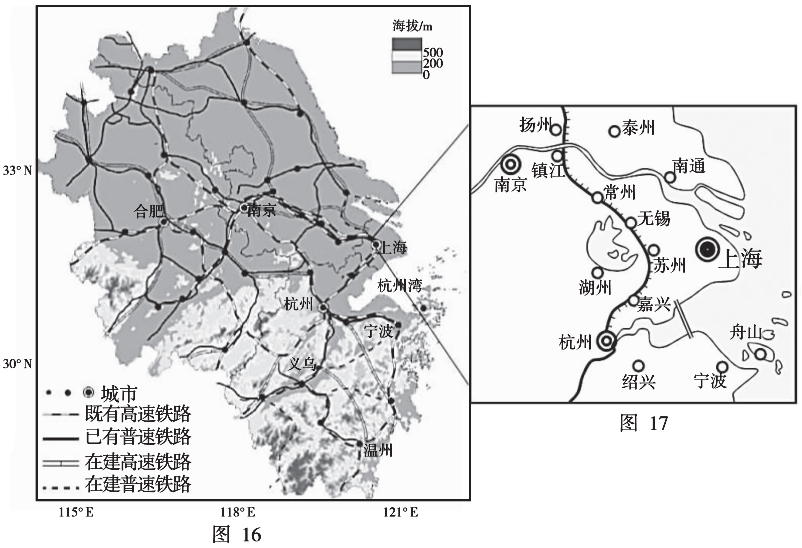 海拔/m
500
200
0
33°N
合肥
南京
上海
杭州湾
杭州
宁波
30°N
义乌
温州
城市
既有高速铁路
已有普速铁路
在建高速铁路
在建普速铁路
115°E
118°E
121°E
图 16
扬州
泰州
镇江
南京
南通
常州
无锡
上海
苏州
湖州
嘉兴
杭州
舟山
绍兴
宁波
图 17